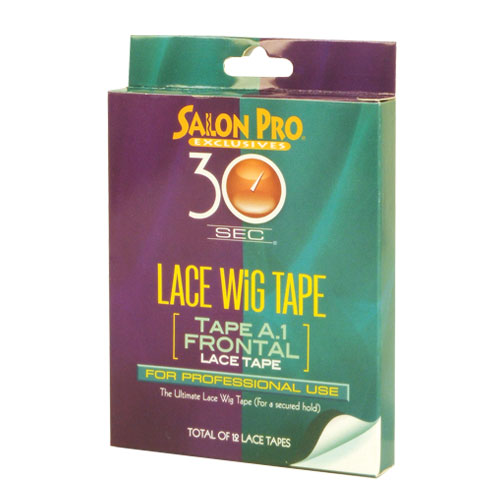 SALON PRO®
EXCLUSIVES
30
SEC®
LACE WiG TAPE
[TAPE A.1
FRONTAL
LACE TAPE]
FOR PROFESSIONAL USE
The Ultimate Lace Wig Tape (For a secured hold)
TOTAL OF 12 LACE TAPES